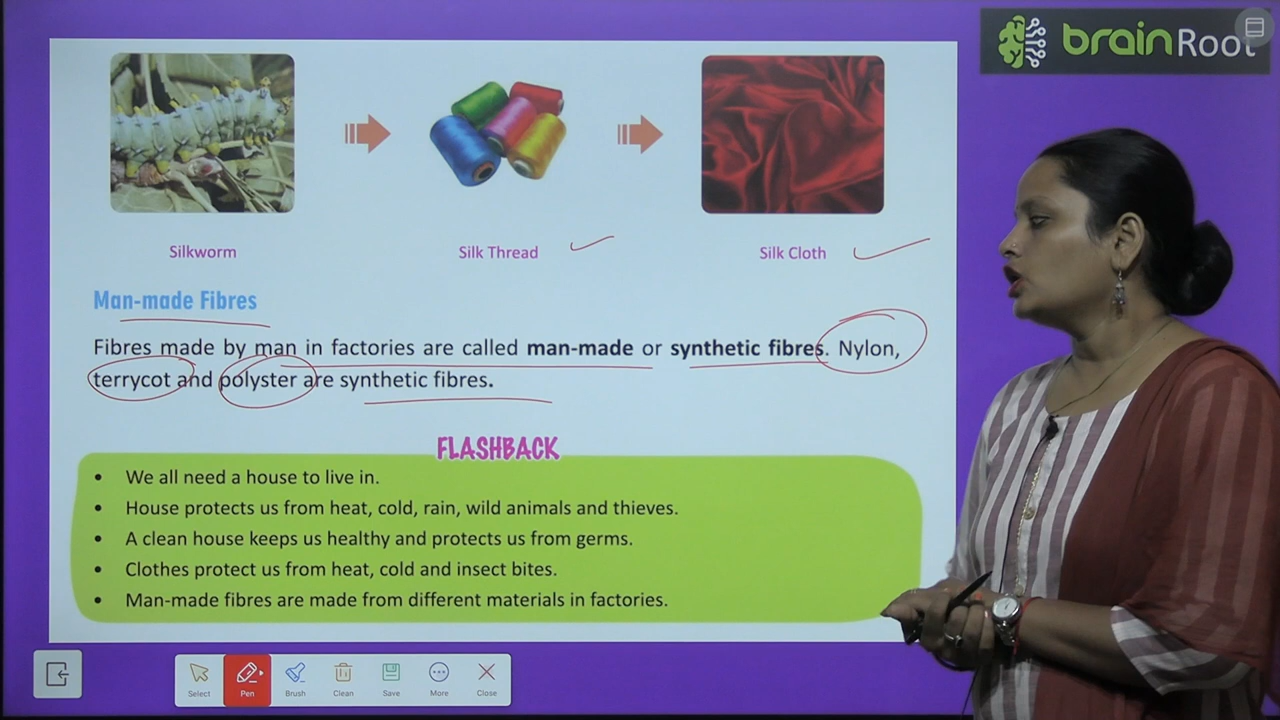 brainRoot
Silkworm
Silk Thread
Silk Cloth
Man-made Fibres
Fibres made by man in factories are called man-made or synthetic fibres. Nylon,
terrycot and polyster are synthetic fibres.
FLASHBACK
• We all need a house to live in.
• House protects us from heat, cold, rain, wild animals and thieves.
• A clean house keeps us healthy and protects us from germs.
• Clothes protect us from heat, cold and insect bites.
• Man-made fibres are made from different materials in factories.
Select Pen Brush Clean Save More Close